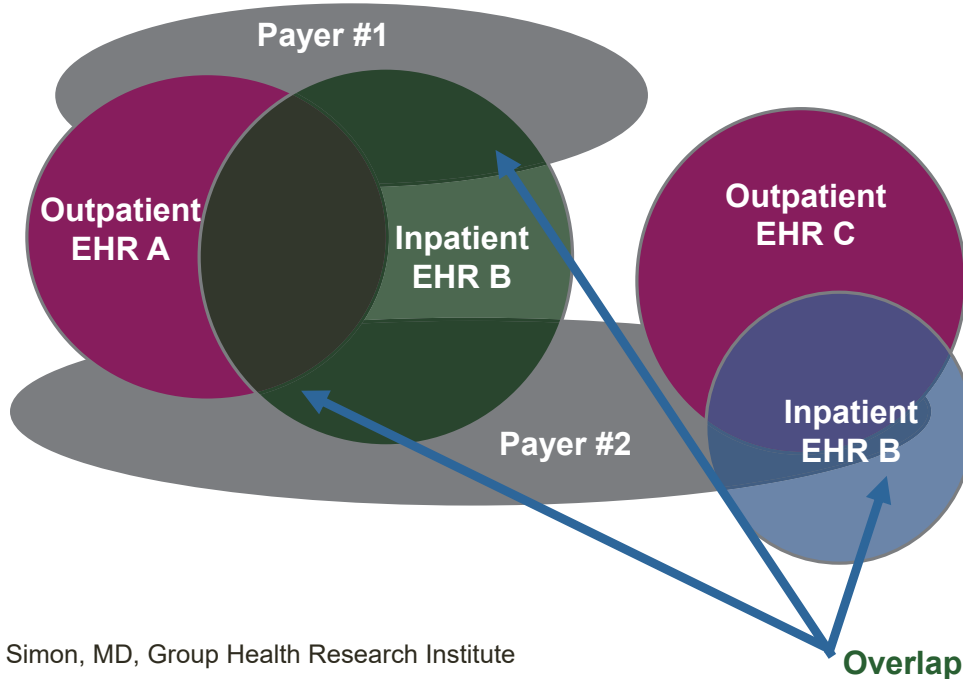 Payer #1
Outpatient
EHR A
Inpatient
EHR B
Outpatient
EHR C
Inpatient
EHR B
Payer #2
Simon, MD, Group Health Research Institute
Overlap